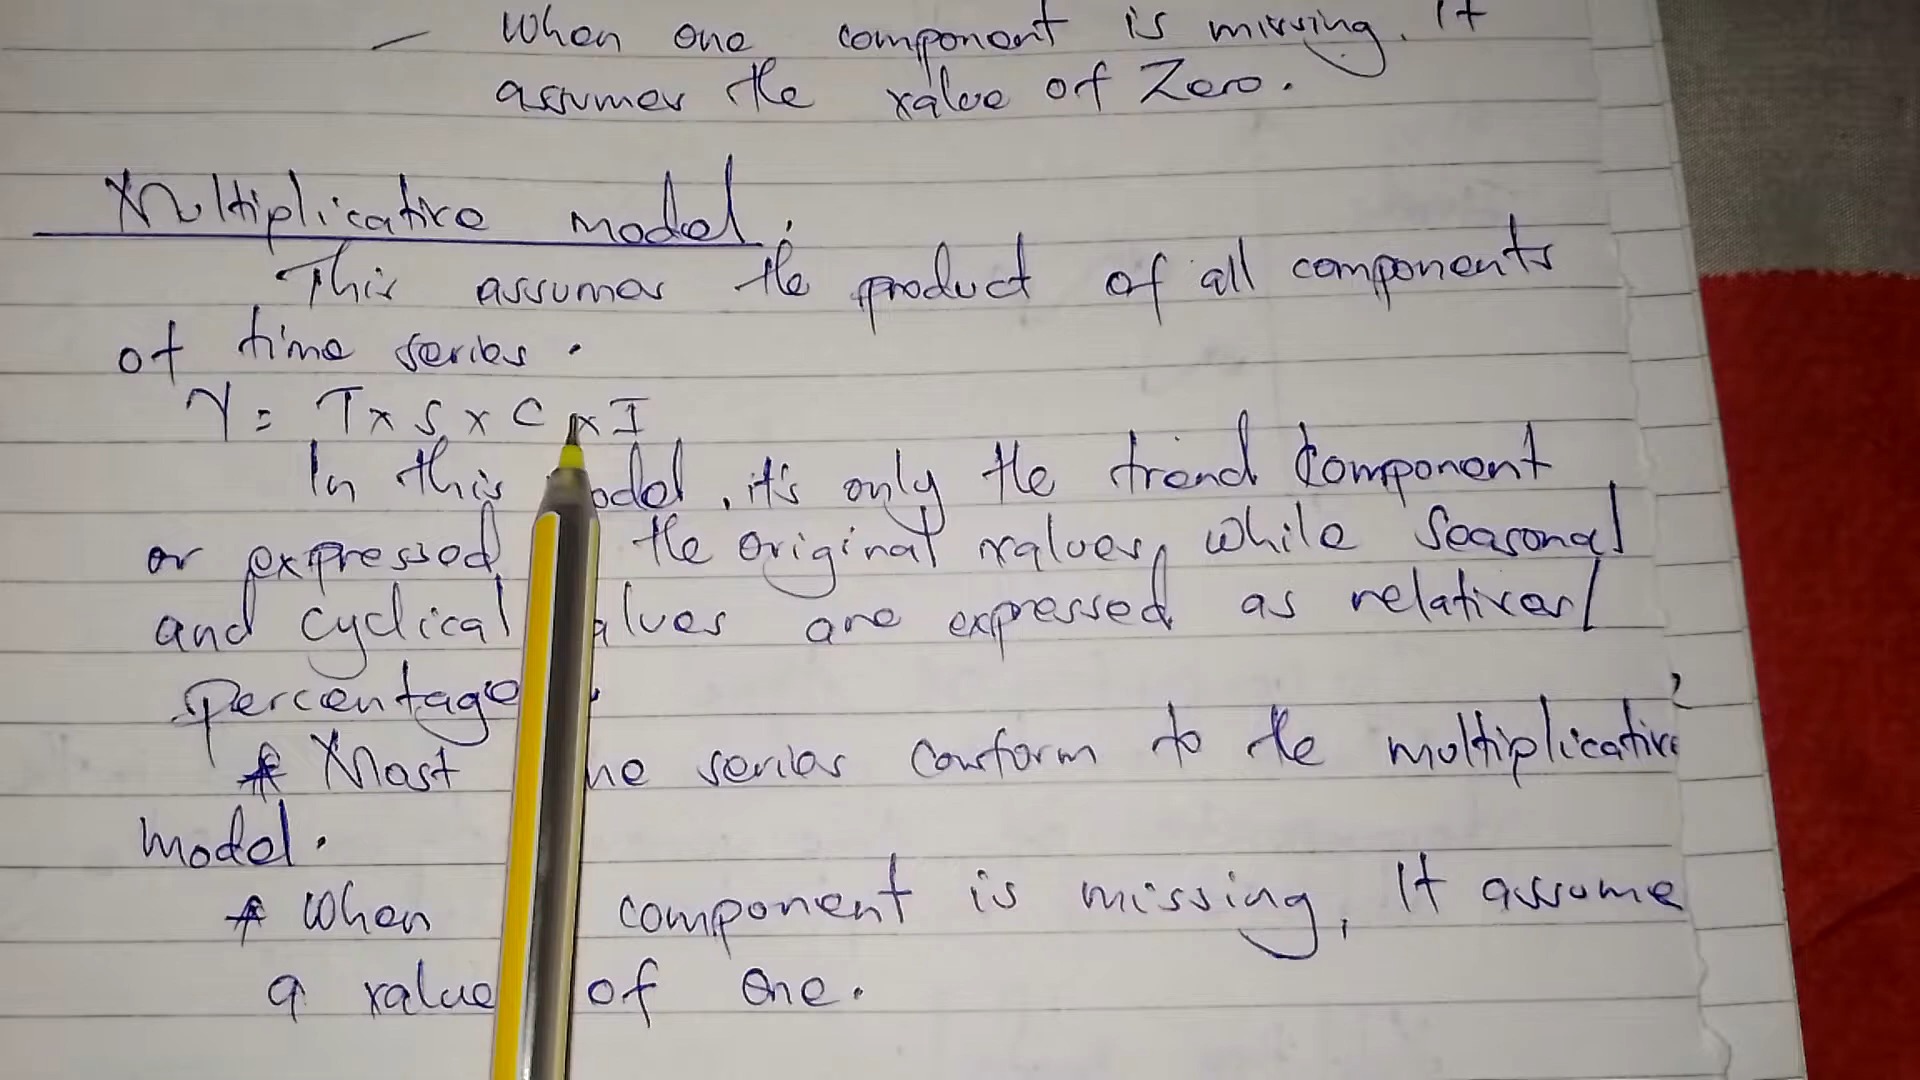 — When one component is missing. It
assumes the value of Zero.
Multiplicative model.
This assumes the product of all components
of time series.
Y = T x S x C x I
In this model, it's only the trend component
or expressed the original values, while seasonal
and cyclical values are expressed as relatives/
percentage.
* Most series conform to the multiplicative
model.
* When component is missing, It assume
a value of one.